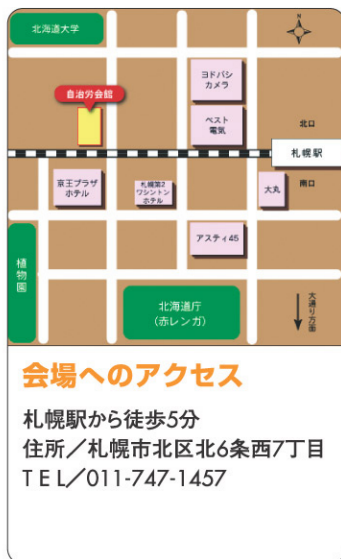 北海道大学
N
ヨドバシ
カメラ
自治労会館
ベスト
電気
北口
札幌駅
京王プラザ
ホテル
札幌第2
ワシントン
ホテル
大丸
南口
アスティ45
植物園
北海道庁
(赤レンガ)
大通り方面
会場へのアクセス
札幌駅から徒歩5分
住所／札幌市北区北6条西7丁目
TEL／011-747-1457